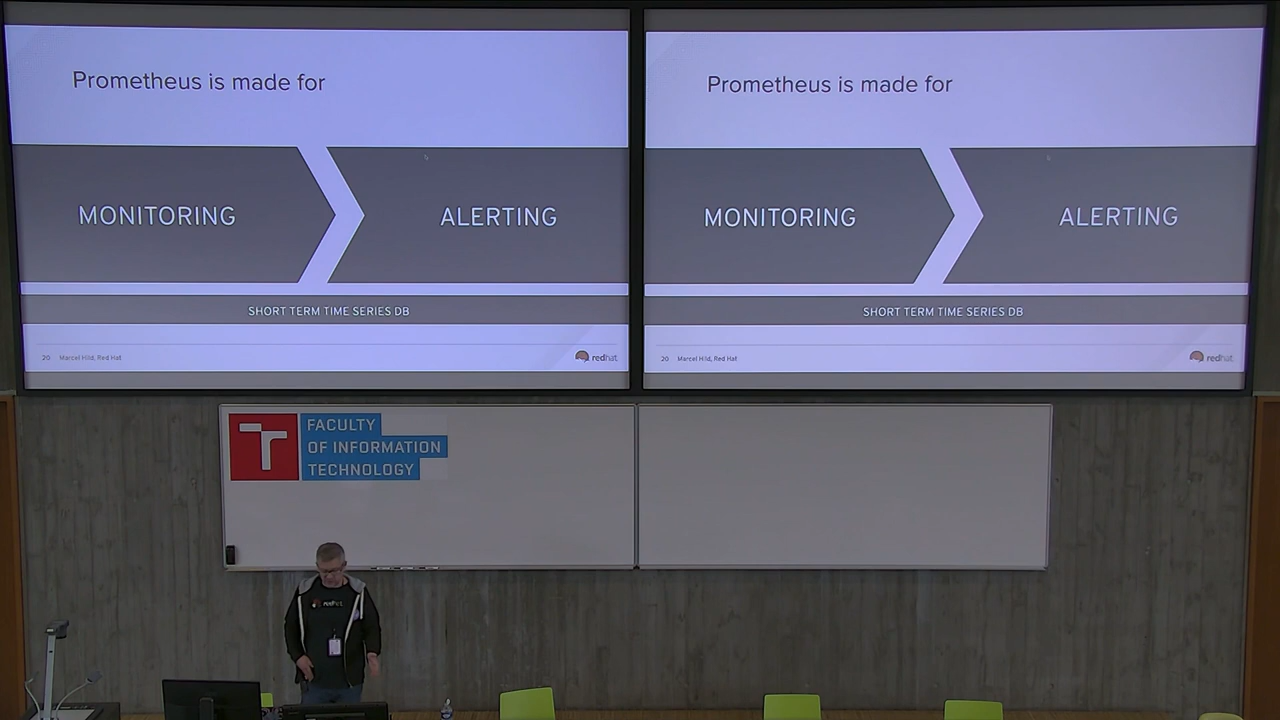 Prometheus is made for
MONITORING
ALERTING
SHORT TERM TIME SERIES DB
20 Marcel Hild, Red Hat
redhat
Prometheus is made for
MONITORING
ALERTING
SHORT TERM TIME SERIES DB
20 Marcel Hild, Red Hat
redhat
FACULTY
OF INFORMATION
TECHNOLOGY
redhat